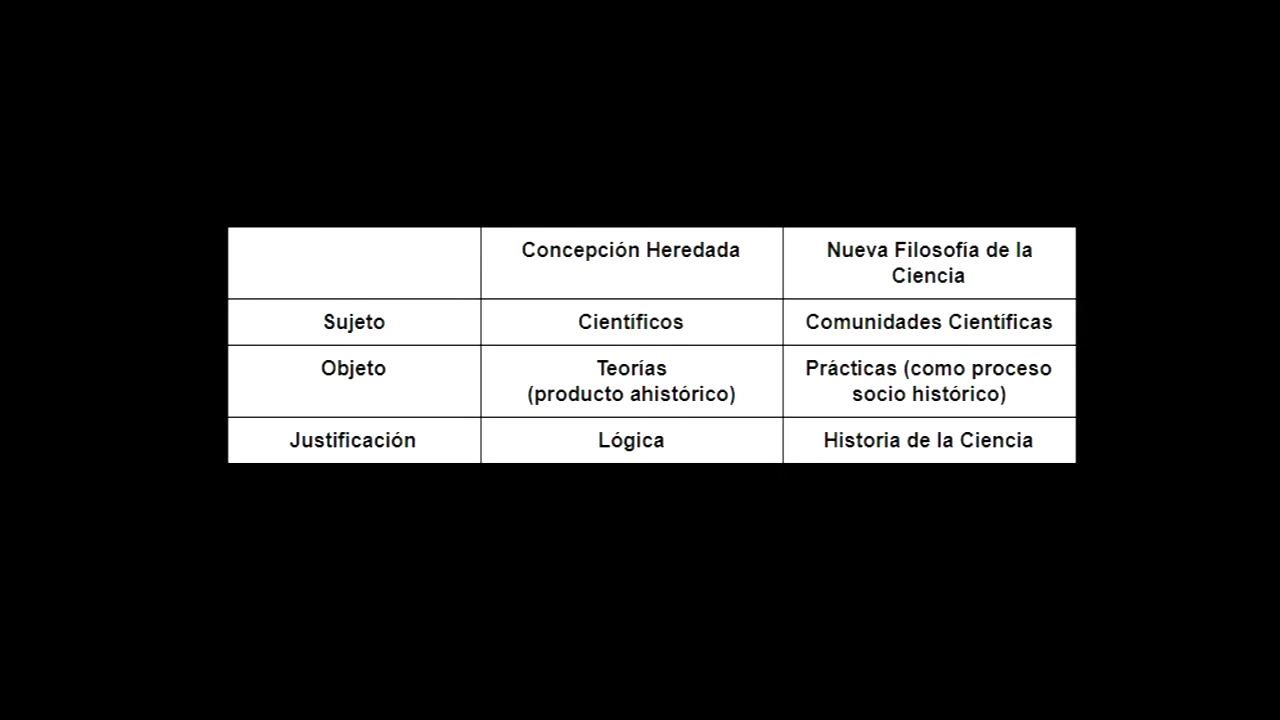 Concepción Heredada
Nueva Filosofía de la
Ciencia
Sujeto
Científicos
Comunidades Científicas
Objeto
Teorías
(producto ahistórico)
Prácticas (como proceso
socio histórico)
Justificación
Lógica
Historia de la Ciencia